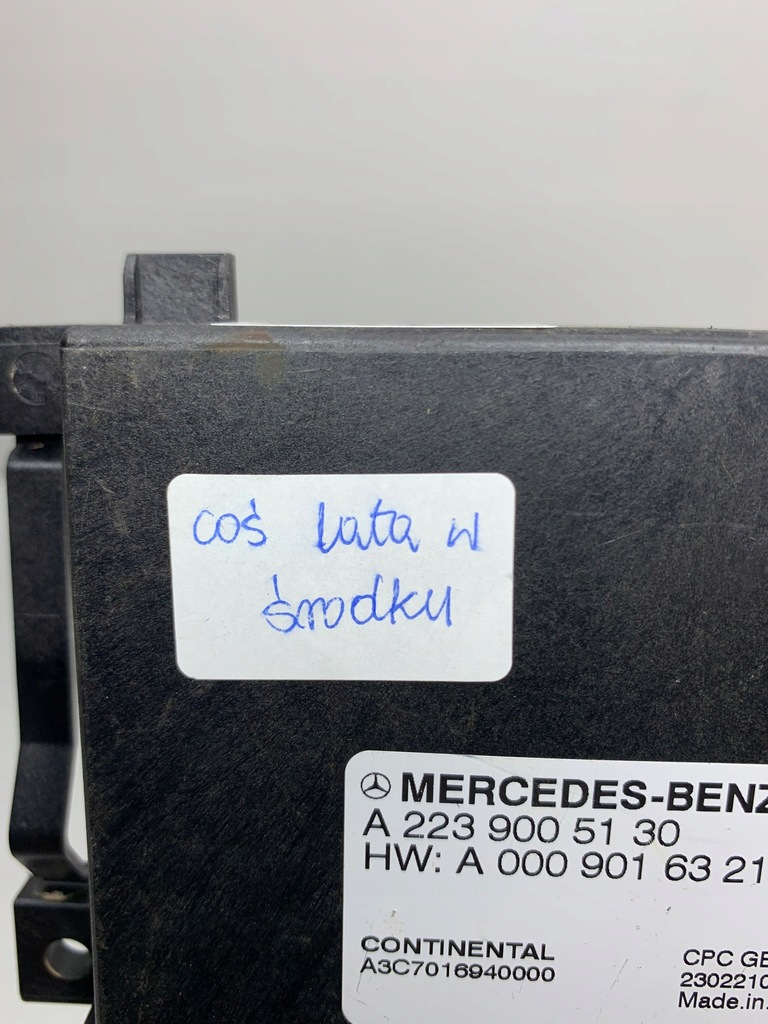 coś lata w
środku
MERCEDES-BENZ
A 223 900 51 30
HW: A 000 901 63 21
CONTINENTAL
A3C7016940000
CPC GE
2302210
Made in.